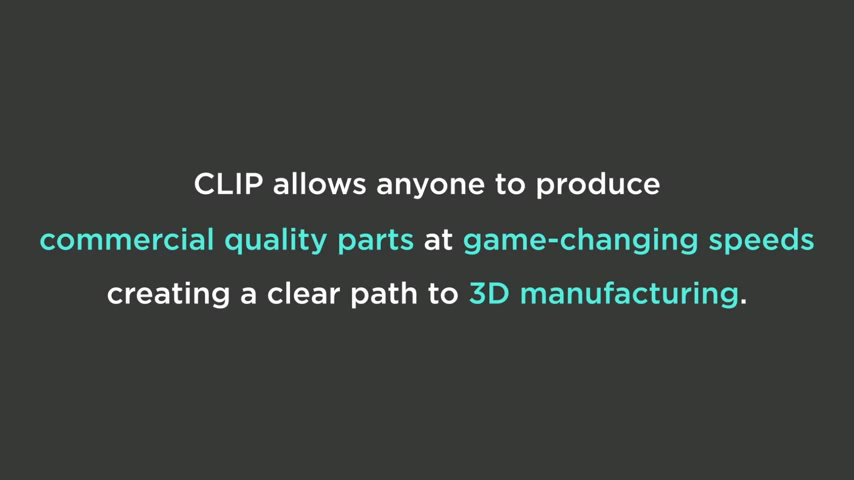 CLIP allows anyone to produce
commercial quality parts at game-changing speeds
creating a clear path to 3D manufacturing.